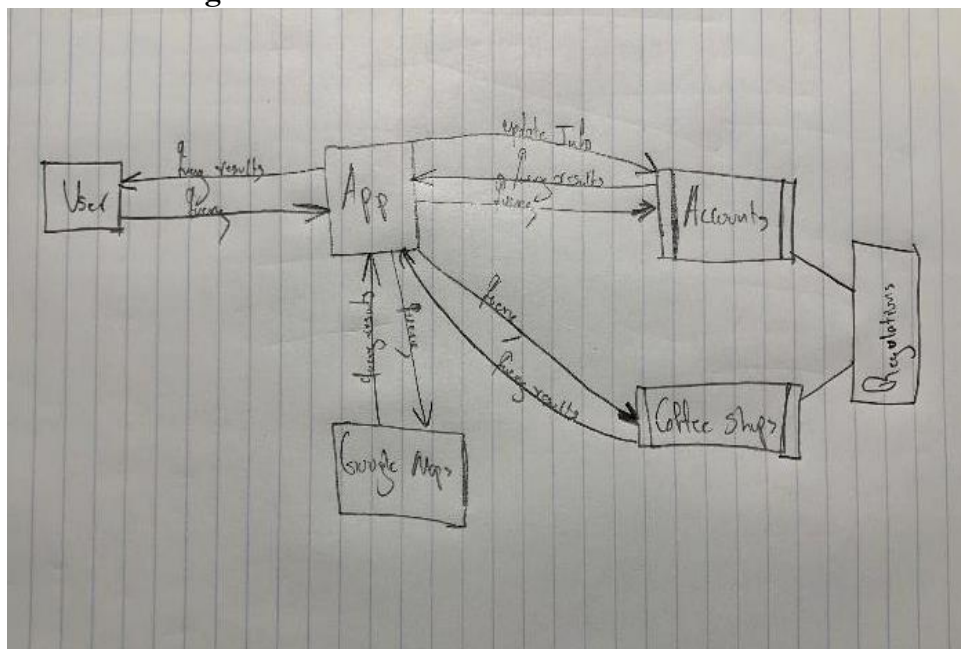 update Info
Query results
User
Query
App
Query results
Query
Accounts
Regulations
Query results
Query
Query
Query results
Coffee Shops
Google Maps